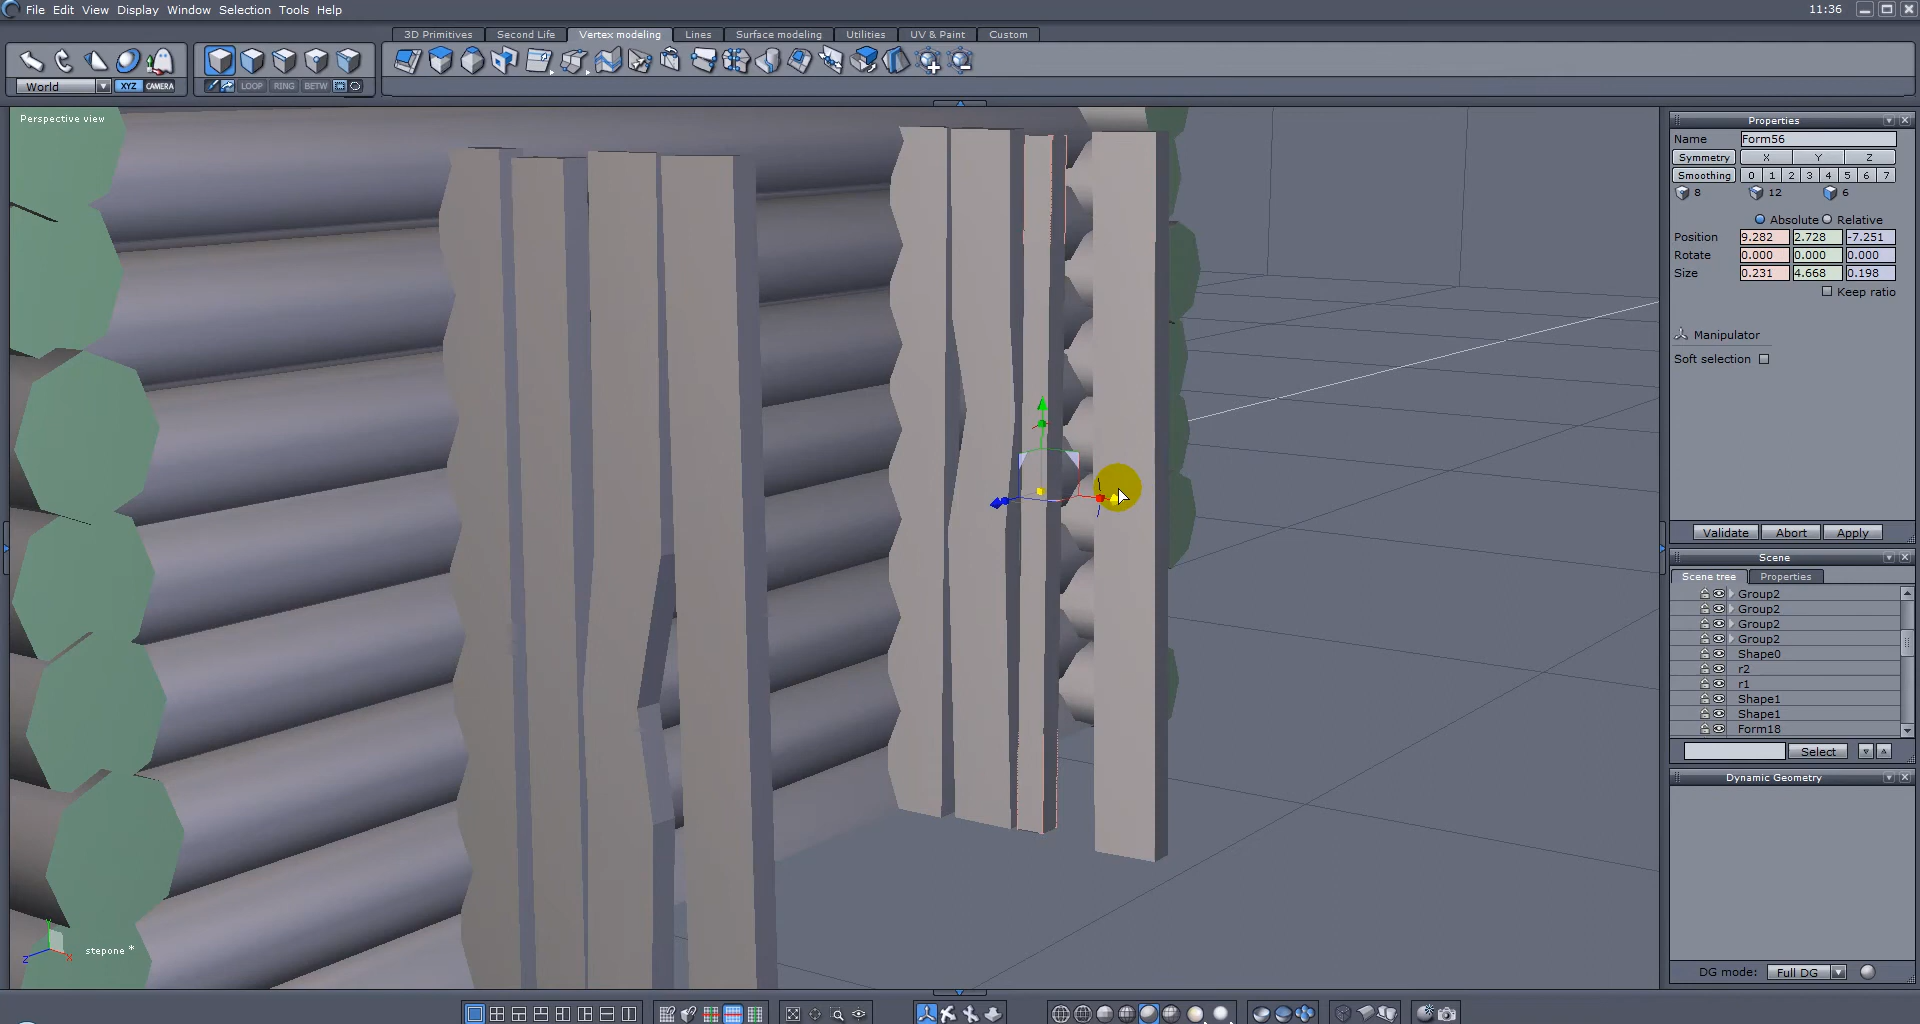 File Edit View Display Window Selection Tools Help
11:36
3D Primitives Second Life Vertex modeling Lines Surface modeling Utilities UV & Paint Custom
World XYZ CAMERA LOOP RING BETW
Perspective view
stepone *
Properties
Name Form56
Symmetry X Y Z
Smoothing 0 1 2 3 4 5 6 7
8 12 6
Absolute Relative
Position 9.282 2.728 -7.251
Rotate 0.000 0.000 0.000
Size 0.231 4.668 0.198
Keep ratio
Manipulator
Soft selection
Validate Abort Apply
Scene
Scene tree Properties
Group2
Group2
Group2
Group2
Shape0
r2
r1
Shape1
Shape1
Form18
Select
Dynamic Geometry
DG mode: Full DG
Y
Z X